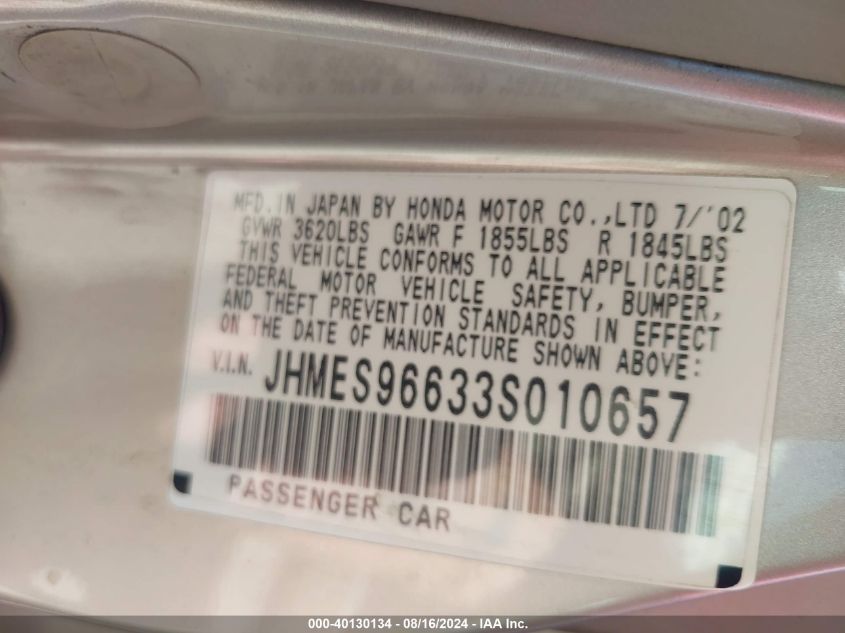 MFD.IN JAPAN BY HONDA MOTOR CO.,LTD 7/'02
GVWR 3620LBS GAWR F 1855LBS R 1845LBS
THIS VEHICLE CONFORMS TO ALL APPLICABLE
FEDERAL MOTOR VEHICLE SAFETY, BUMPER,
AND THEFT PREVENTION STANDARDS IN EFFECT
ON THE DATE OF MANUFACTURE SHOWN ABOVE:
V.I.N. JHMES96633S010657
PASSENGER CAR
000-40130134 - 08/16/2024 - IAA Inc.